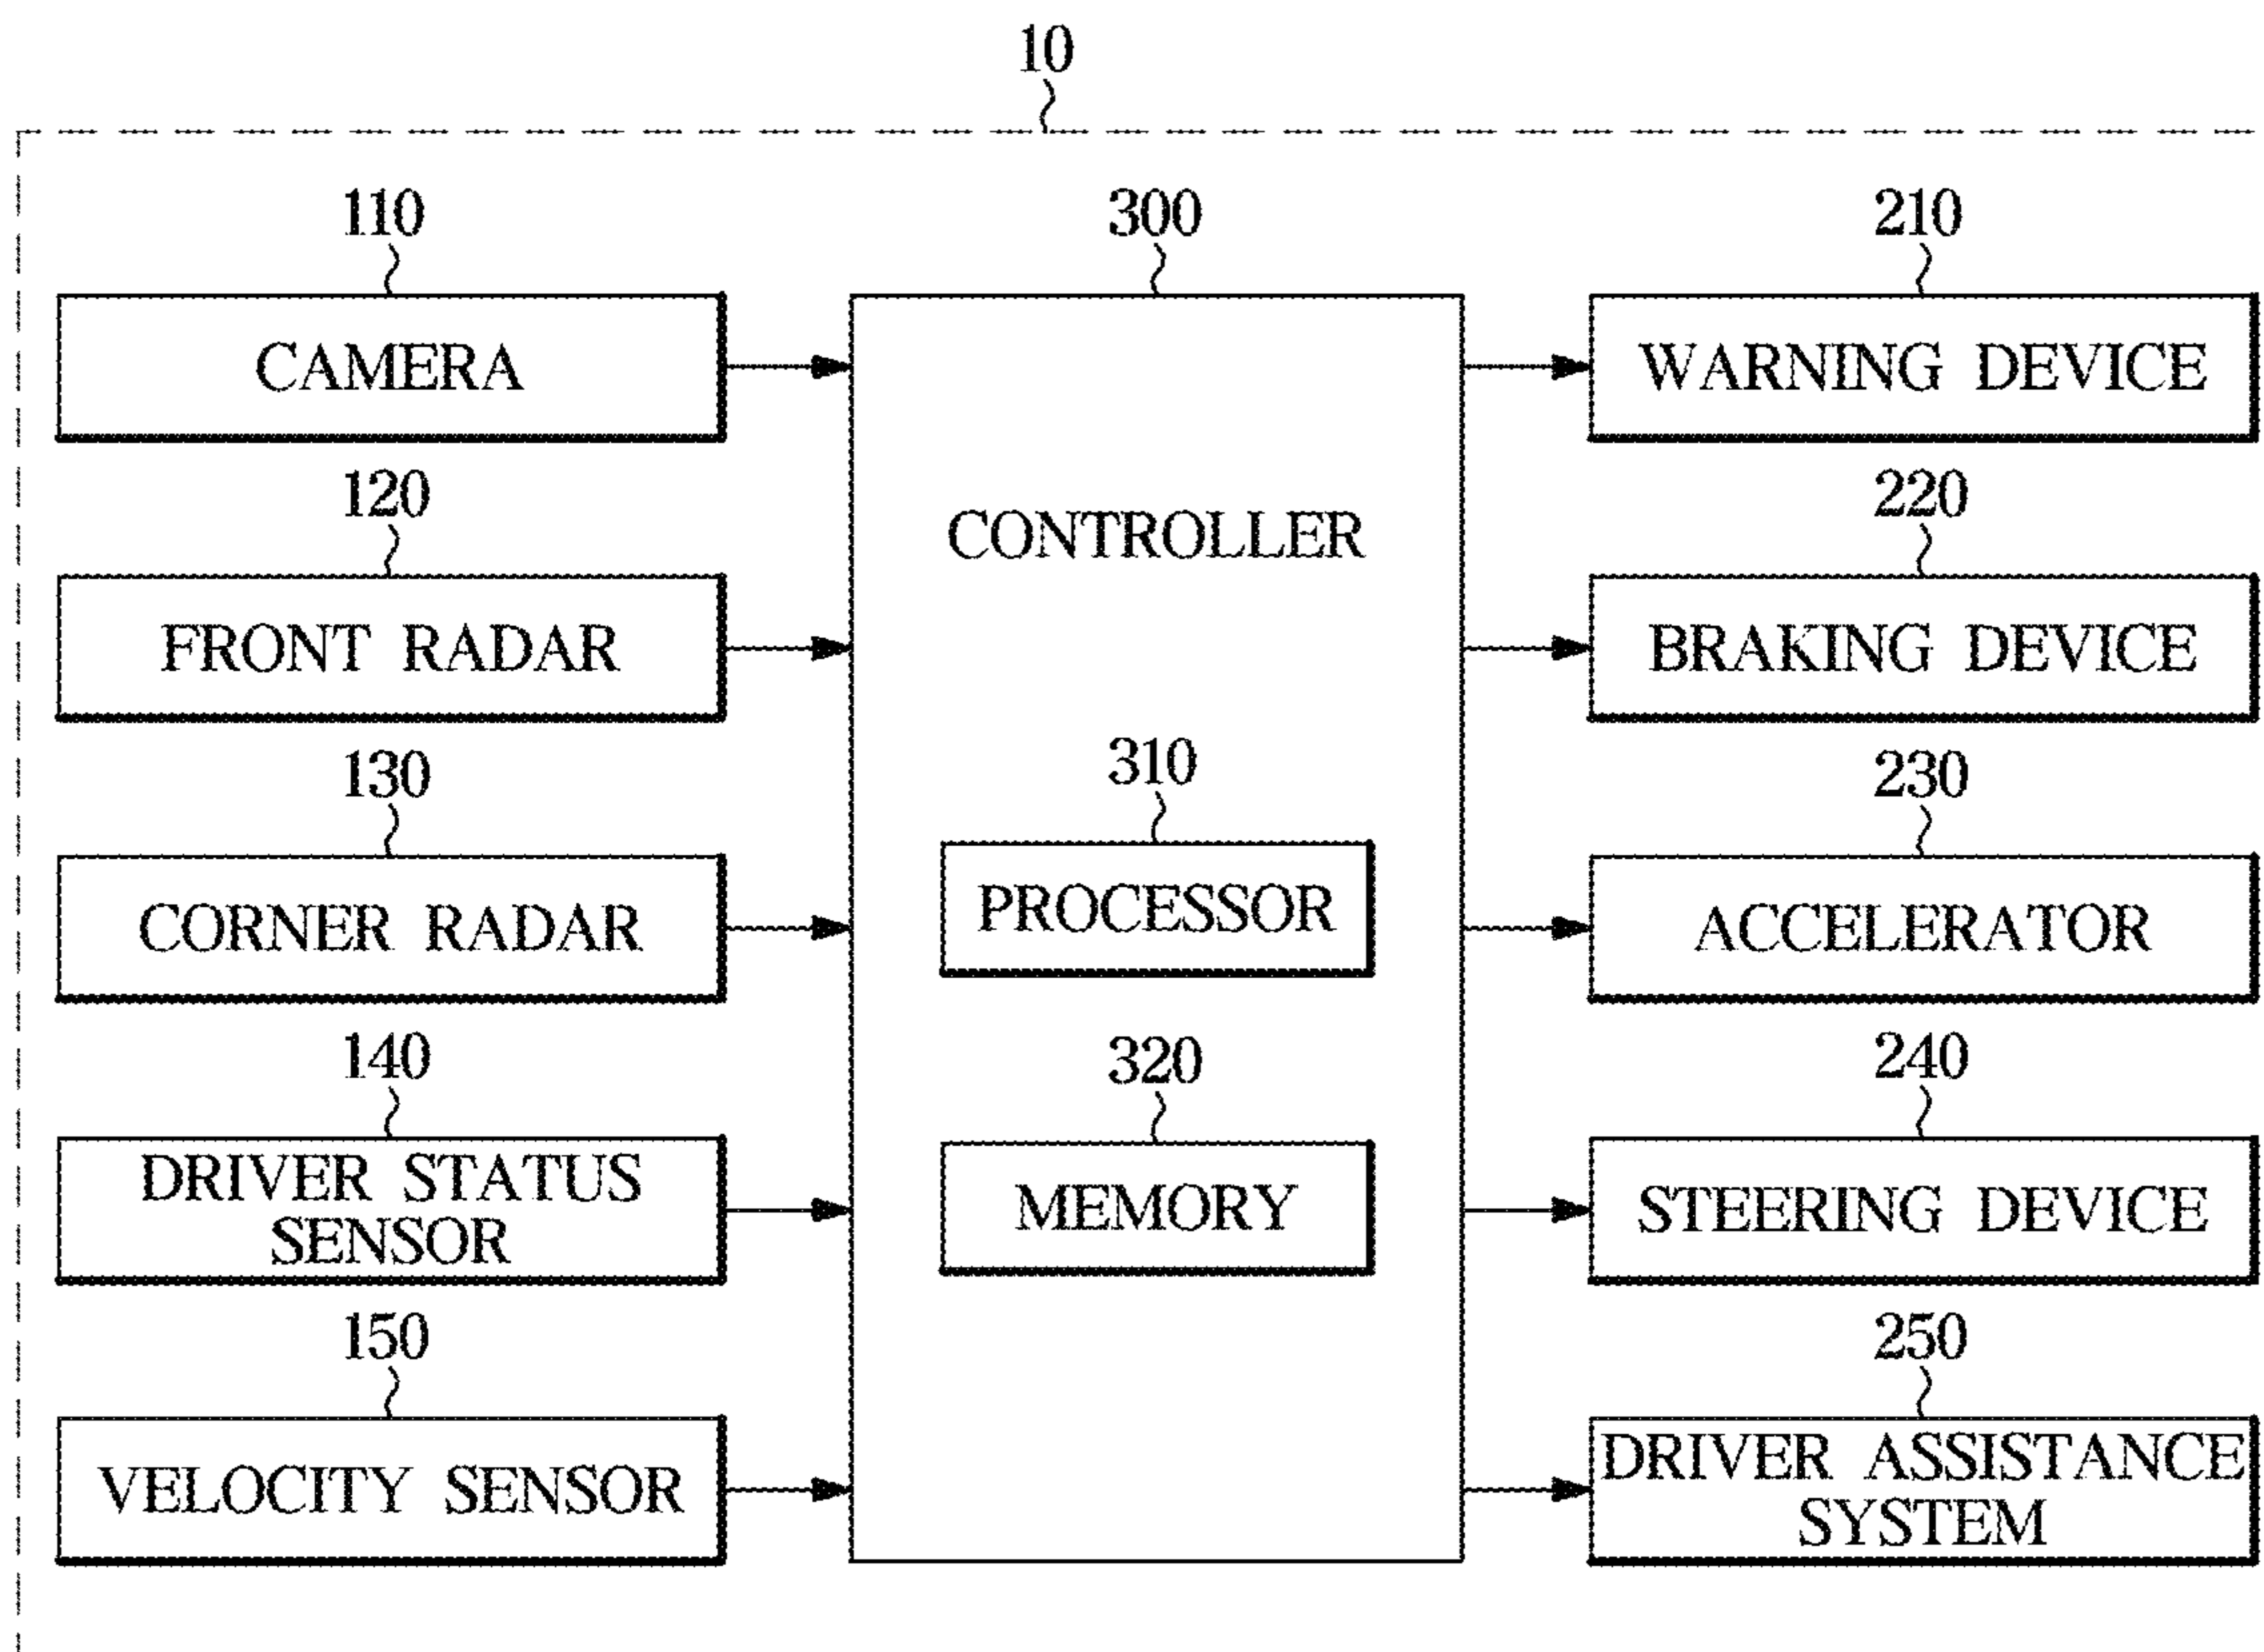 10
110
300
210
CAMERA
WARNING DEVICE
120
220
CONTROLLER
FRONT RADAR
BRAKING DEVICE
130
310
230
CORNER RADAR
PROCESSOR
ACCELERATOR
140
320
240
DRIVER STATUS
SENSOR
MEMORY
STEERING DEVICE
150
250
VELOCITY SENSOR
DRIVER ASSISTANCE
SYSTEM